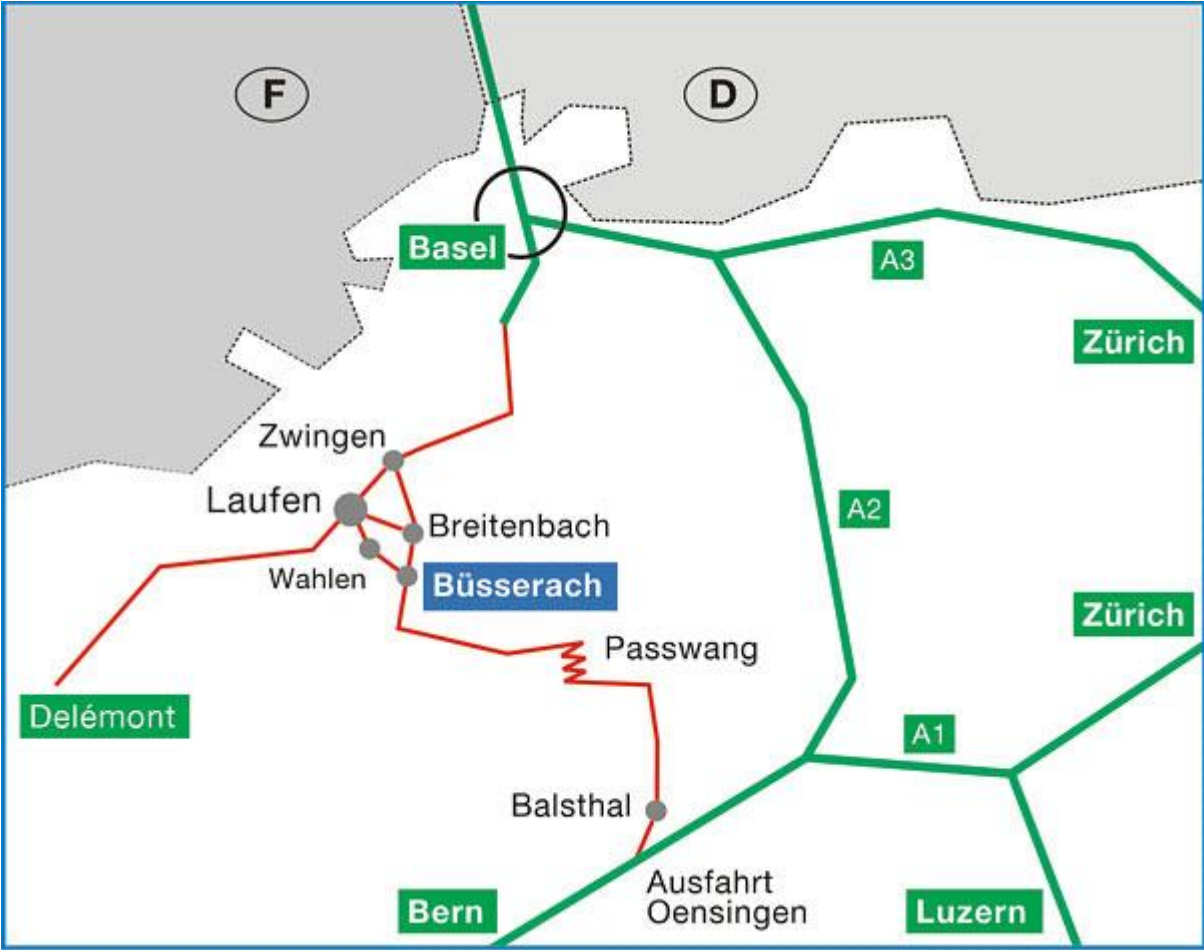 F
D
Basel
A3
Zürich
Zwingen
Laufen
A2
Breitenbach
Wahlen
Büsserach
Zürich
Passwang
Delémont
A1
Balsthal
Ausfahrt
Oensingen
Bern
Luzern